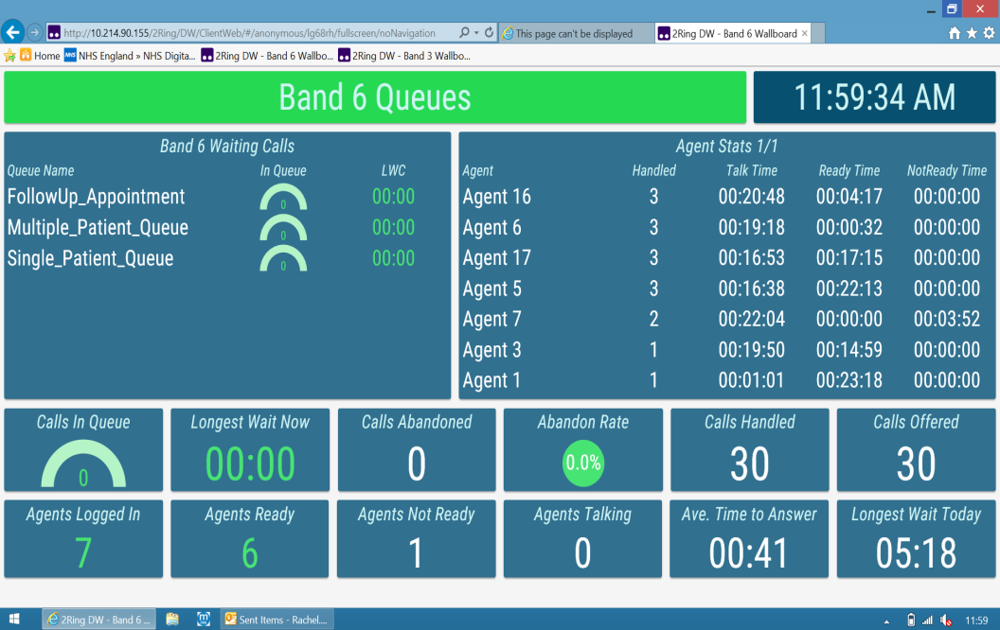 http://10.214.90.155/2Ring/DW/ClientWeb/#/anonymous/lg68rh/fullscreen/noNavigation
This page can't be displayed
2Ring DW - Band 6 Wallboard
Home
NHS England » NHS Digita...
2Ring DW - Band 6 Wallbo...
2Ring DW - Band 3 Wallbo...
Band 6 Queues
11:59:34 AM
Band 6 Waiting Calls
Queue Name In Queue LWC
FollowUp_Appointment 0 00:00
Multiple_Patient_Queue 0 00:00
Single_Patient_Queue 0 00:00
Agent Stats 1/1
Agent Handled Talk Time Ready Time NotReady Time
Agent 16 3 00:20:48 00:04:17 00:00:00
Agent 6 3 00:19:18 00:00:32 00:00:00
Agent 17 3 00:16:53 00:17:15 00:00:00
Agent 5 3 00:16:38 00:22:13 00:00:00
Agent 7 2 00:22:04 00:00:00 00:03:52
Agent 3 1 00:19:50 00:14:59 00:00:00
Agent 1 1 00:01:01 00:23:18 00:00:00
Calls In Queue
0
Longest Wait Now
00:00
Calls Abandoned
0
Abandon Rate
0.0%
Calls Handled
30
Calls Offered
30
Agents Logged In
7
Agents Ready
6
Agents Not Ready
1
Agents Talking
0
Ave. Time to Answer
00:41
Longest Wait Today
05:18
2Ring DW - Band 6 ...
Sent Items - Rachel....
11:59